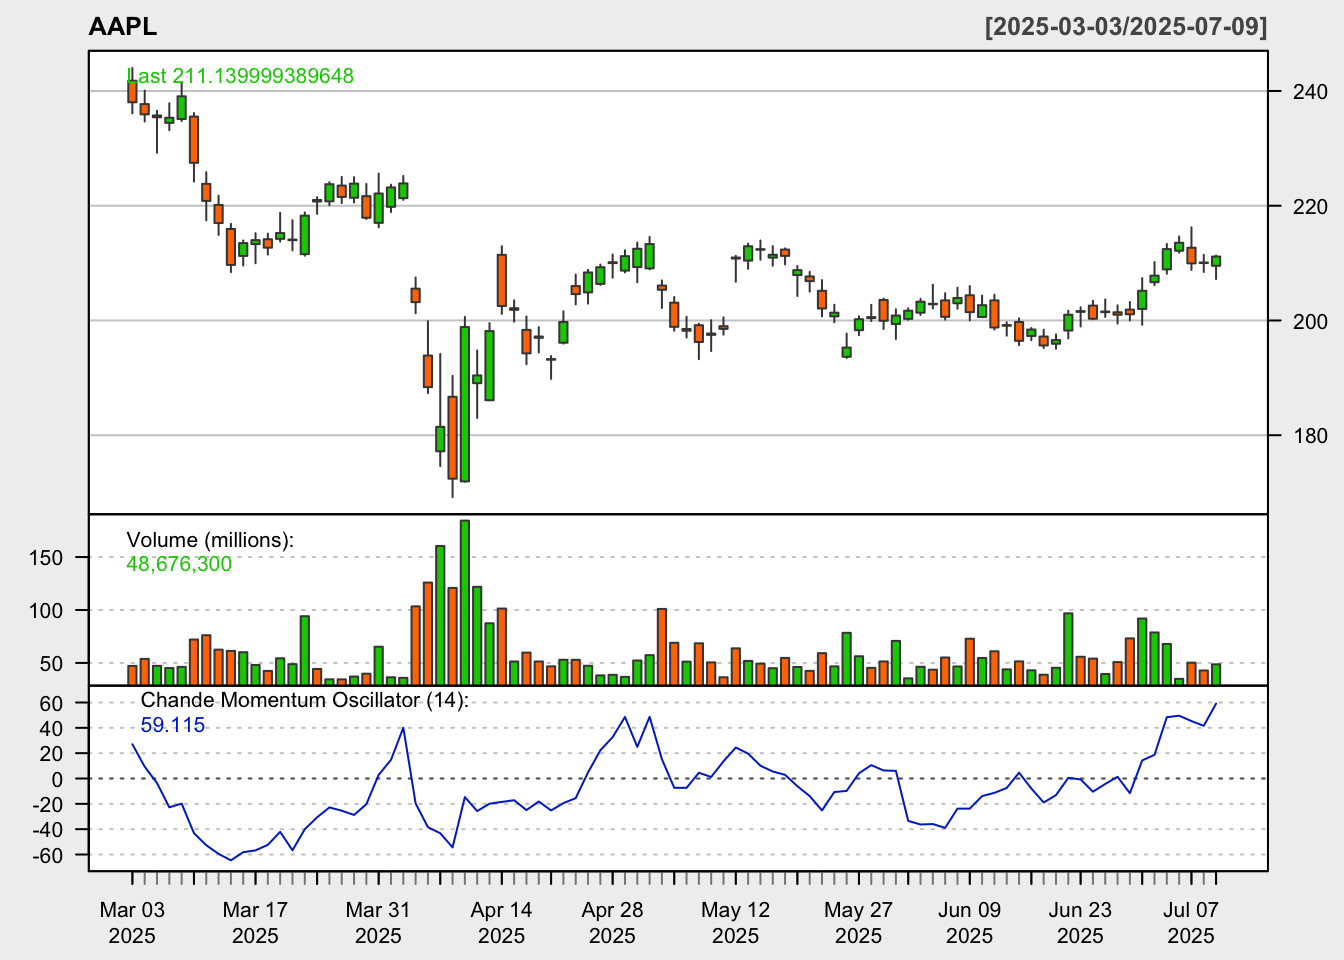 AAPL [2025-03-03/2025-07-09]
Last 211.139999389648
240
220
200
180
Volume (millions):
48,676,300
150
100
50
Chande Momentum Oscillator (14):
59.115
60
40
20
0
-20
-40
-60
Mar 03 Mar 17 Mar 31 Apr 14 Apr 28 May 12 May 27 Jun 09 Jun 23 Jul 07
2025 2025 2025 2025 2025 2025 2025 2025 2025 2025